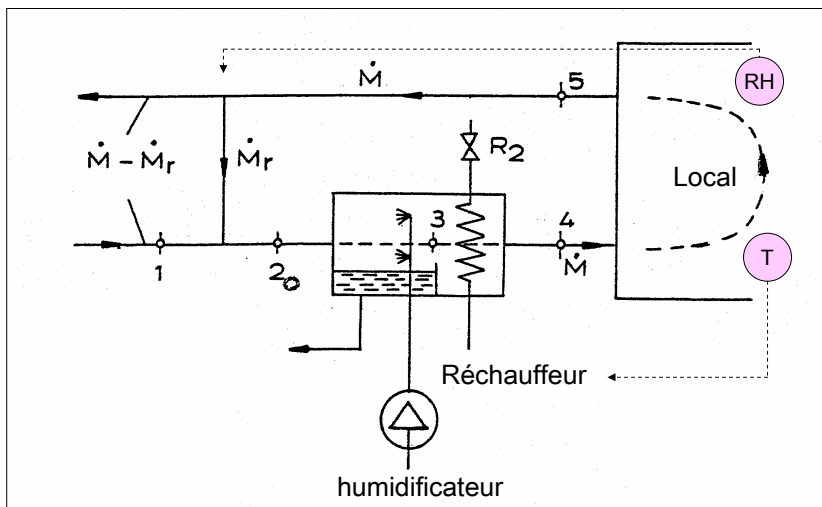 RH
Ṁ
5
Ṁ − Ṁr
Ṁr
R2
Local
3
4
1
2o
Ṁ
T
Réchauffeur
humidificateur